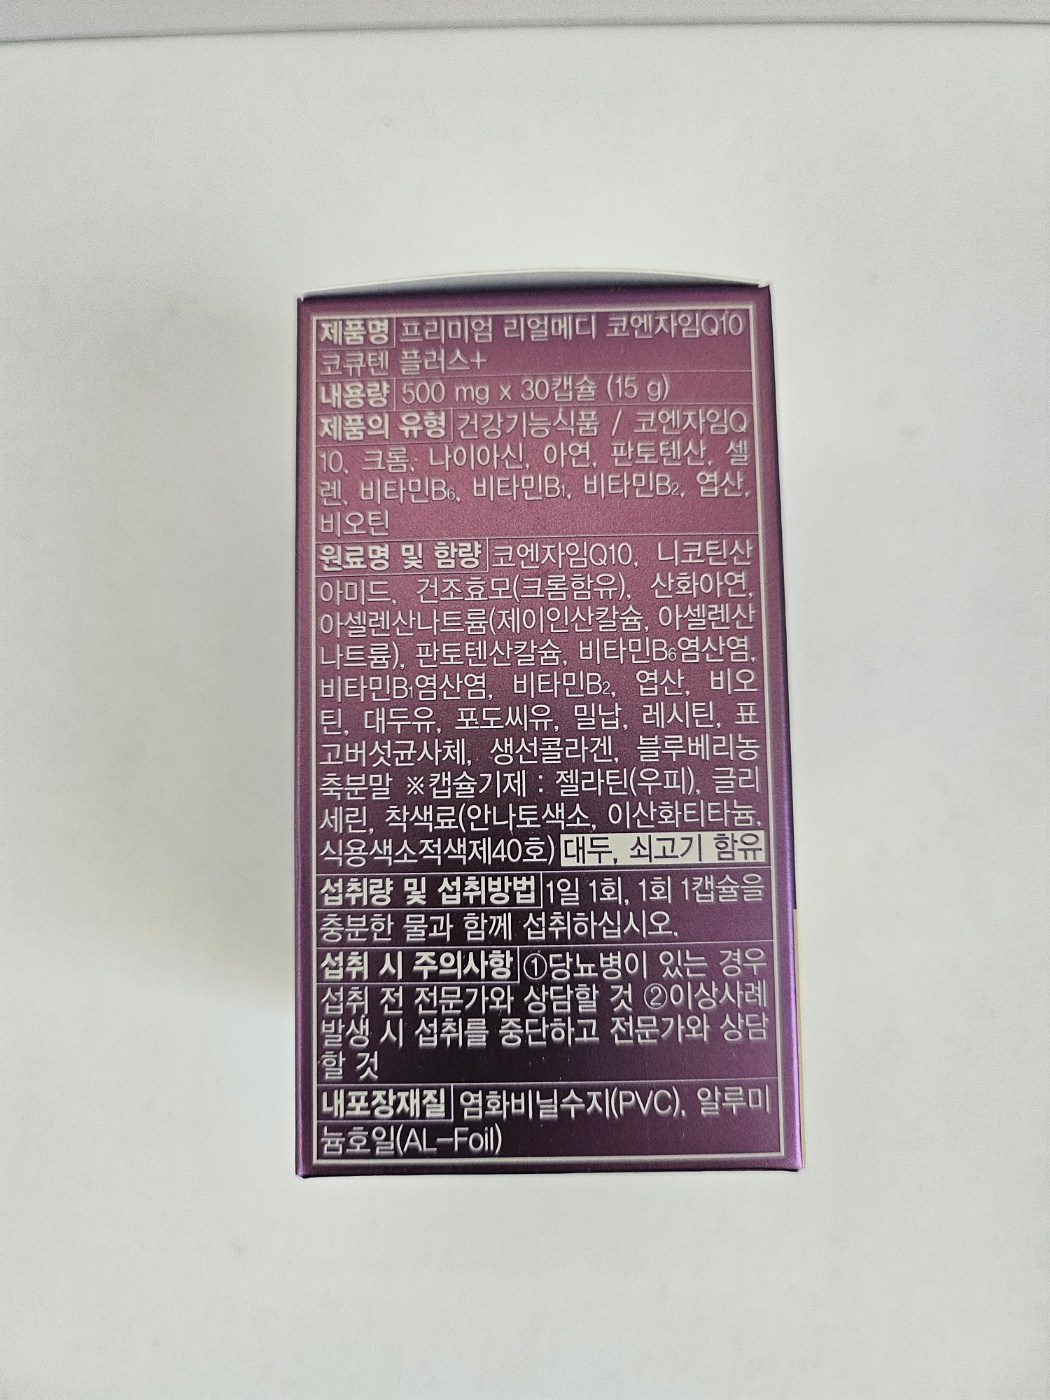 제품명 프리미엄 리얼메디 코엔자임Q10
코큐텐 플러스+
내용량 500 mg x 30캡슐 (15 g)
제품의 유형 건강기능식품 / 코엔자임Q
10, 크롬, 나이아신, 아연, 판토텐산, 셀
렌, 비타민B6, 비타민B1, 비타민B2, 엽산,
비오틴
원료명 및 함량 코엔자임Q10, 니코틴산
아미드, 건조효모(크롬함유), 산화아연,
아셀렌산나트륨(제이인산칼슘, 아셀렌산
나트륨), 판토텐산칼슘, 비타민B6염산염,
비타민B1염산염, 비타민B2, 엽산, 비오
틴, 대두유, 포도씨유, 밀납, 레시틴, 표
고버섯균사체, 생선콜라겐, 블루베리농
축분말 ※캡슐기제 : 젤라틴(우피), 글리
세린, 착색료(안나토색소, 이산화티타늄,
식용색소적색제40호) 대두, 쇠고기 함유
섭취량 및 섭취방법 1일 1회, 1회 1캡슐을
충분한 물과 함께 섭취하십시오.
섭취 시 주의사항 ①당뇨병이 있는 경우
섭취 전 전문가와 상담할 것 ②이상사례
발생 시 섭취를 중단하고 전문가와 상담
할 것
내포장재질 염화비닐수지(PVC), 알루미
늄호일(AL-Foil)